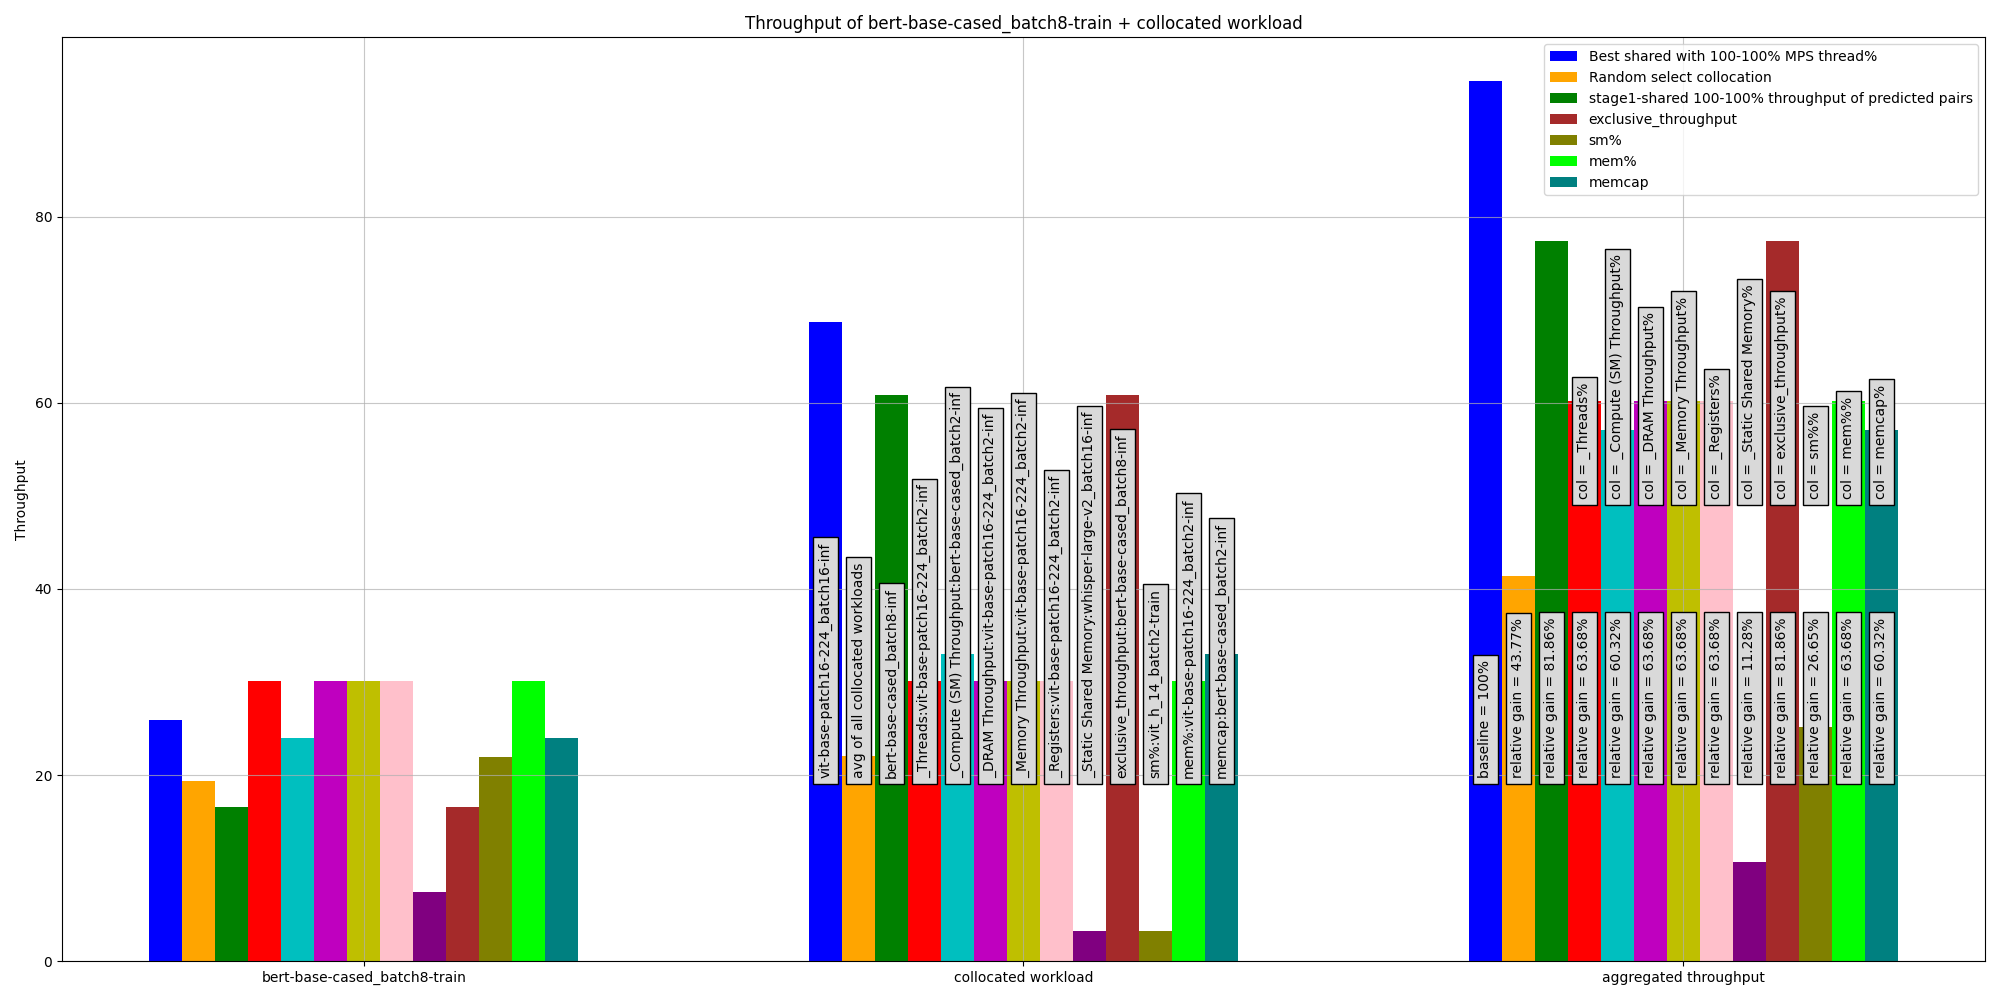 Throughput of bert-base-cased_batch8-train + collocated workload
Best shared with 100-100% MPS thread%
Random select collocation
stage1-shared 100-100% throughput of predicted pairs
exclusive_throughput
sm%
mem%
memcap
Throughput
80
60
40
20
0
vit-base-patch16-224_batch16-inf
avg of all collocated workloads
bert-base-cased_batch8-inf
_Threads:vit-base-patch16-224_batch2-inf
_Compute (SM) Throughput:bert-base-cased_batch2-inf
_DRAM Throughput:vit-base-patch16-224_batch2-inf
_Memory Throughput:vit-base-patch16-224_batch2-inf
_Registers:vit-base-patch16-224_batch2-inf
_Static Shared Memory:whisper-large-v2_batch16-inf
exclusive_throughput:bert-base-cased_batch8-inf
sm%:vit_h_14_batch2-train
mem%:vit-base-patch16-224_batch2-inf
memcap:bert-base-cased_batch2-inf
col = _Threads%
col = _Compute (SM) Throughput%
col = _DRAM Throughput%
col = _Memory Throughput%
col = _Registers%
col = _Static Shared Memory%
col = exclusive_throughput%
col = sm%%
col = mem%%
col = memcap%
baseline = 100%
relative gain = 43.77%
relative gain = 81.86%
relative gain = 63.68%
relative gain = 60.32%
relative gain = 63.68%
relative gain = 63.68%
relative gain = 63.68%
relative gain = 11.28%
relative gain = 81.86%
relative gain = 26.65%
relative gain = 63.68%
relative gain = 60.32%
bert-base-cased_batch8-train
collocated workload
aggregated throughput